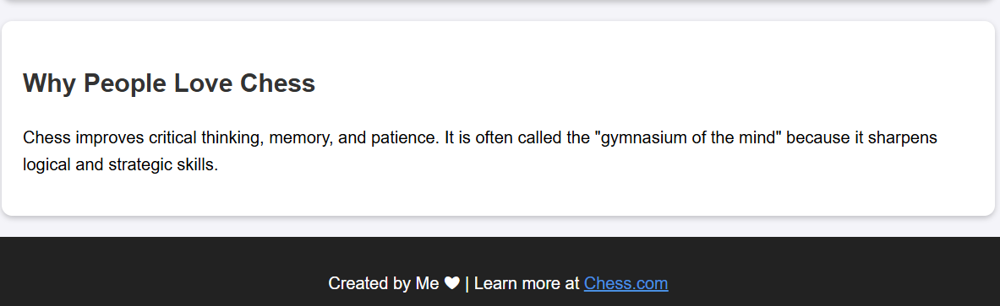 Why People Love Chess
Chess improves critical thinking, memory, and patience. It is often called the "gymnasium of the mind" because it sharpens
logical and strategic skills.
Created by Me ♥ | Learn more at Chess.com